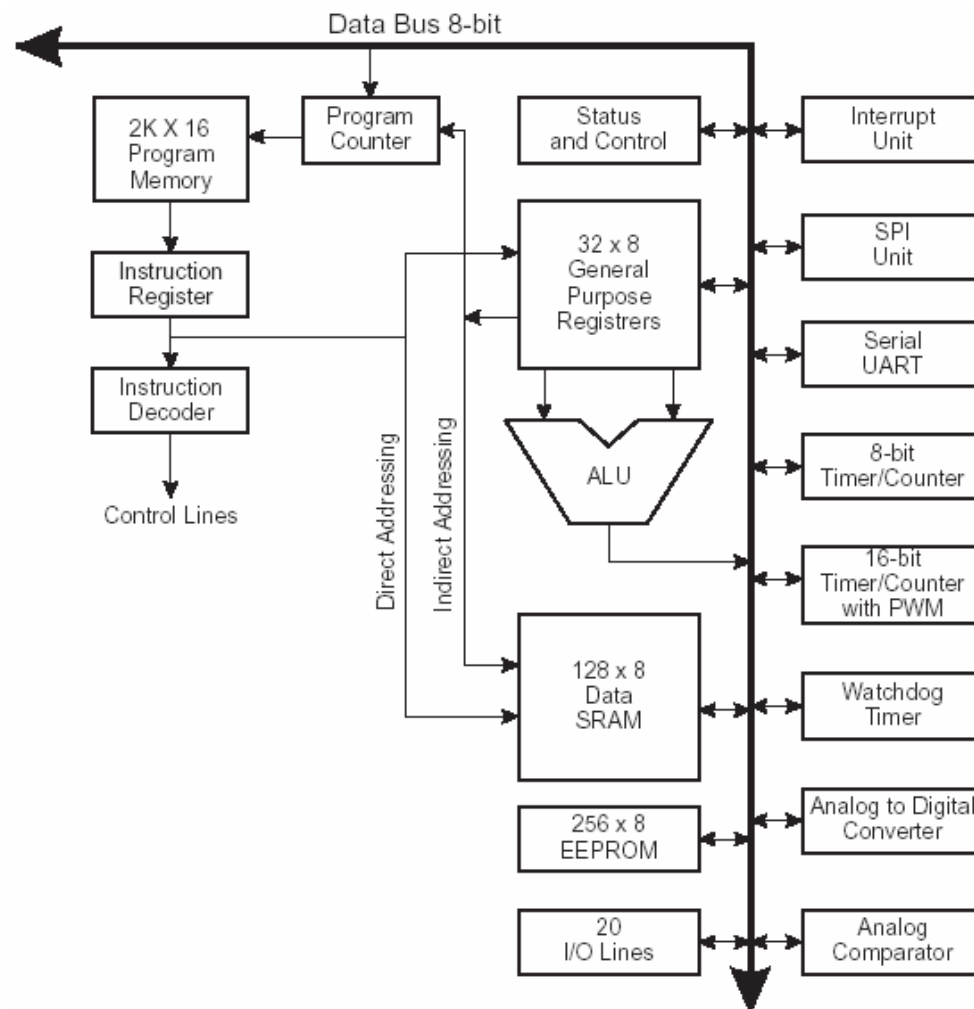 Data Bus 8-bit
2K X 16
Program
Memory
Program
Counter
Status
and Control
Interrupt
Unit
32 x 8
General
Purpose
Registrers
SPI
Unit
Instruction
Register
Serial
UART
Instruction
Decoder
ALU
8-bit
Timer/Counter
Control Lines
Direct Addressing
Indirect Addressing
16-bit
Timer/Counter
with PWM
128 x 8
Data
SRAM
Watchdog
Timer
256 x 8
EEPROM
Analog to Digital
Converter
20
I/O Lines
Analog
Comparator